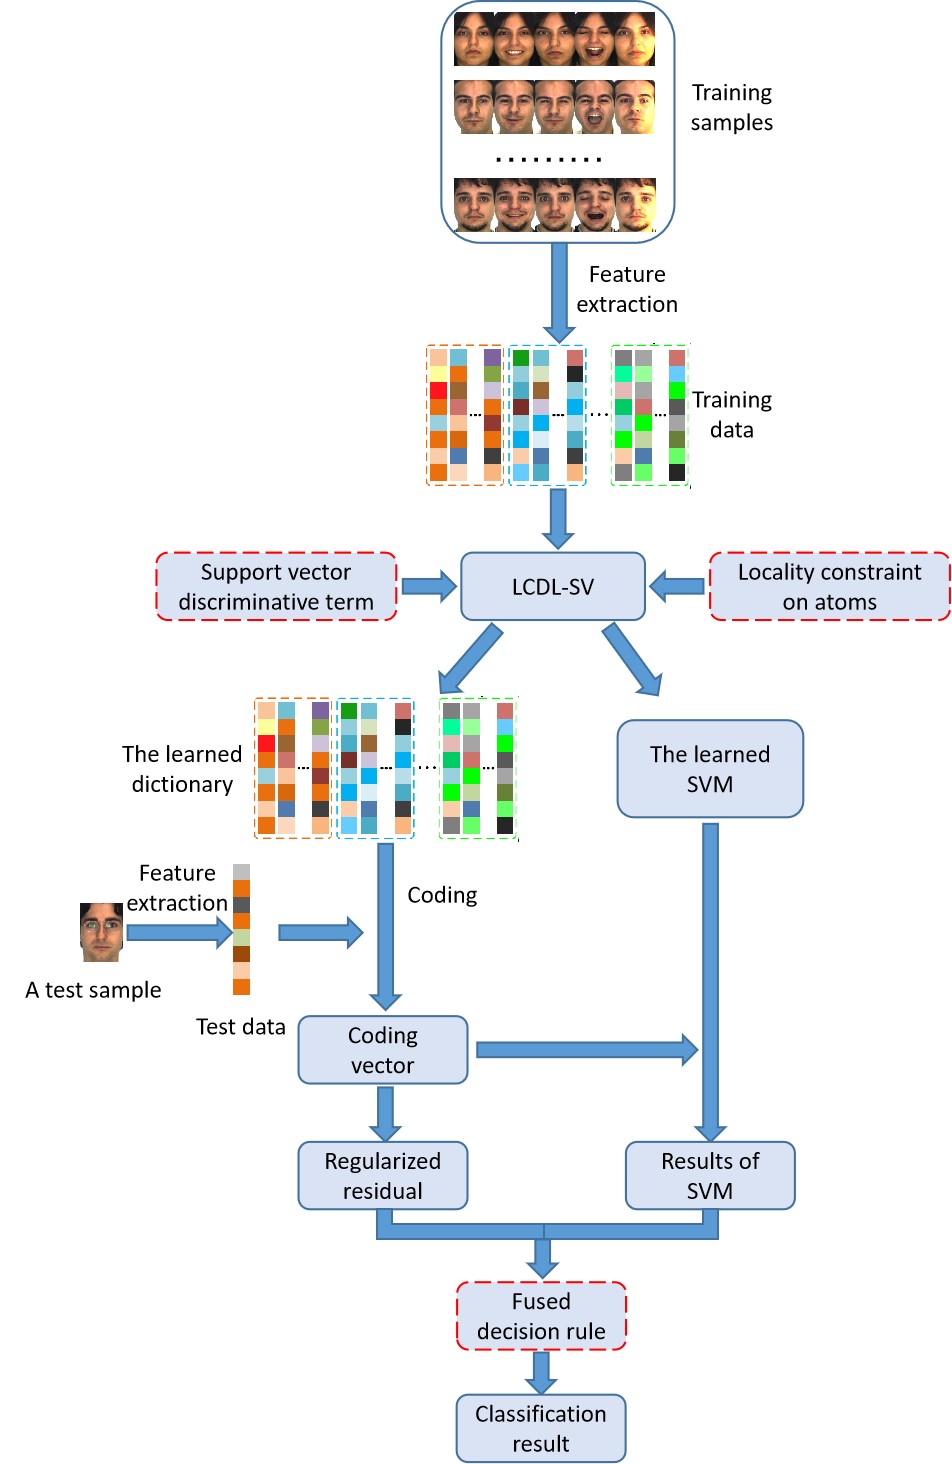 Training
samples
Feature
extraction
Training
data
Support vector
discriminative term
LCDL-SV
Locality constraint
on atoms
The learned
dictionary
The learned
SVM
Feature
extraction
Coding
A test sample
Test data
Coding
vector
Regularized
residual
Results of
SVM
Fused
decision rule
Classification
result